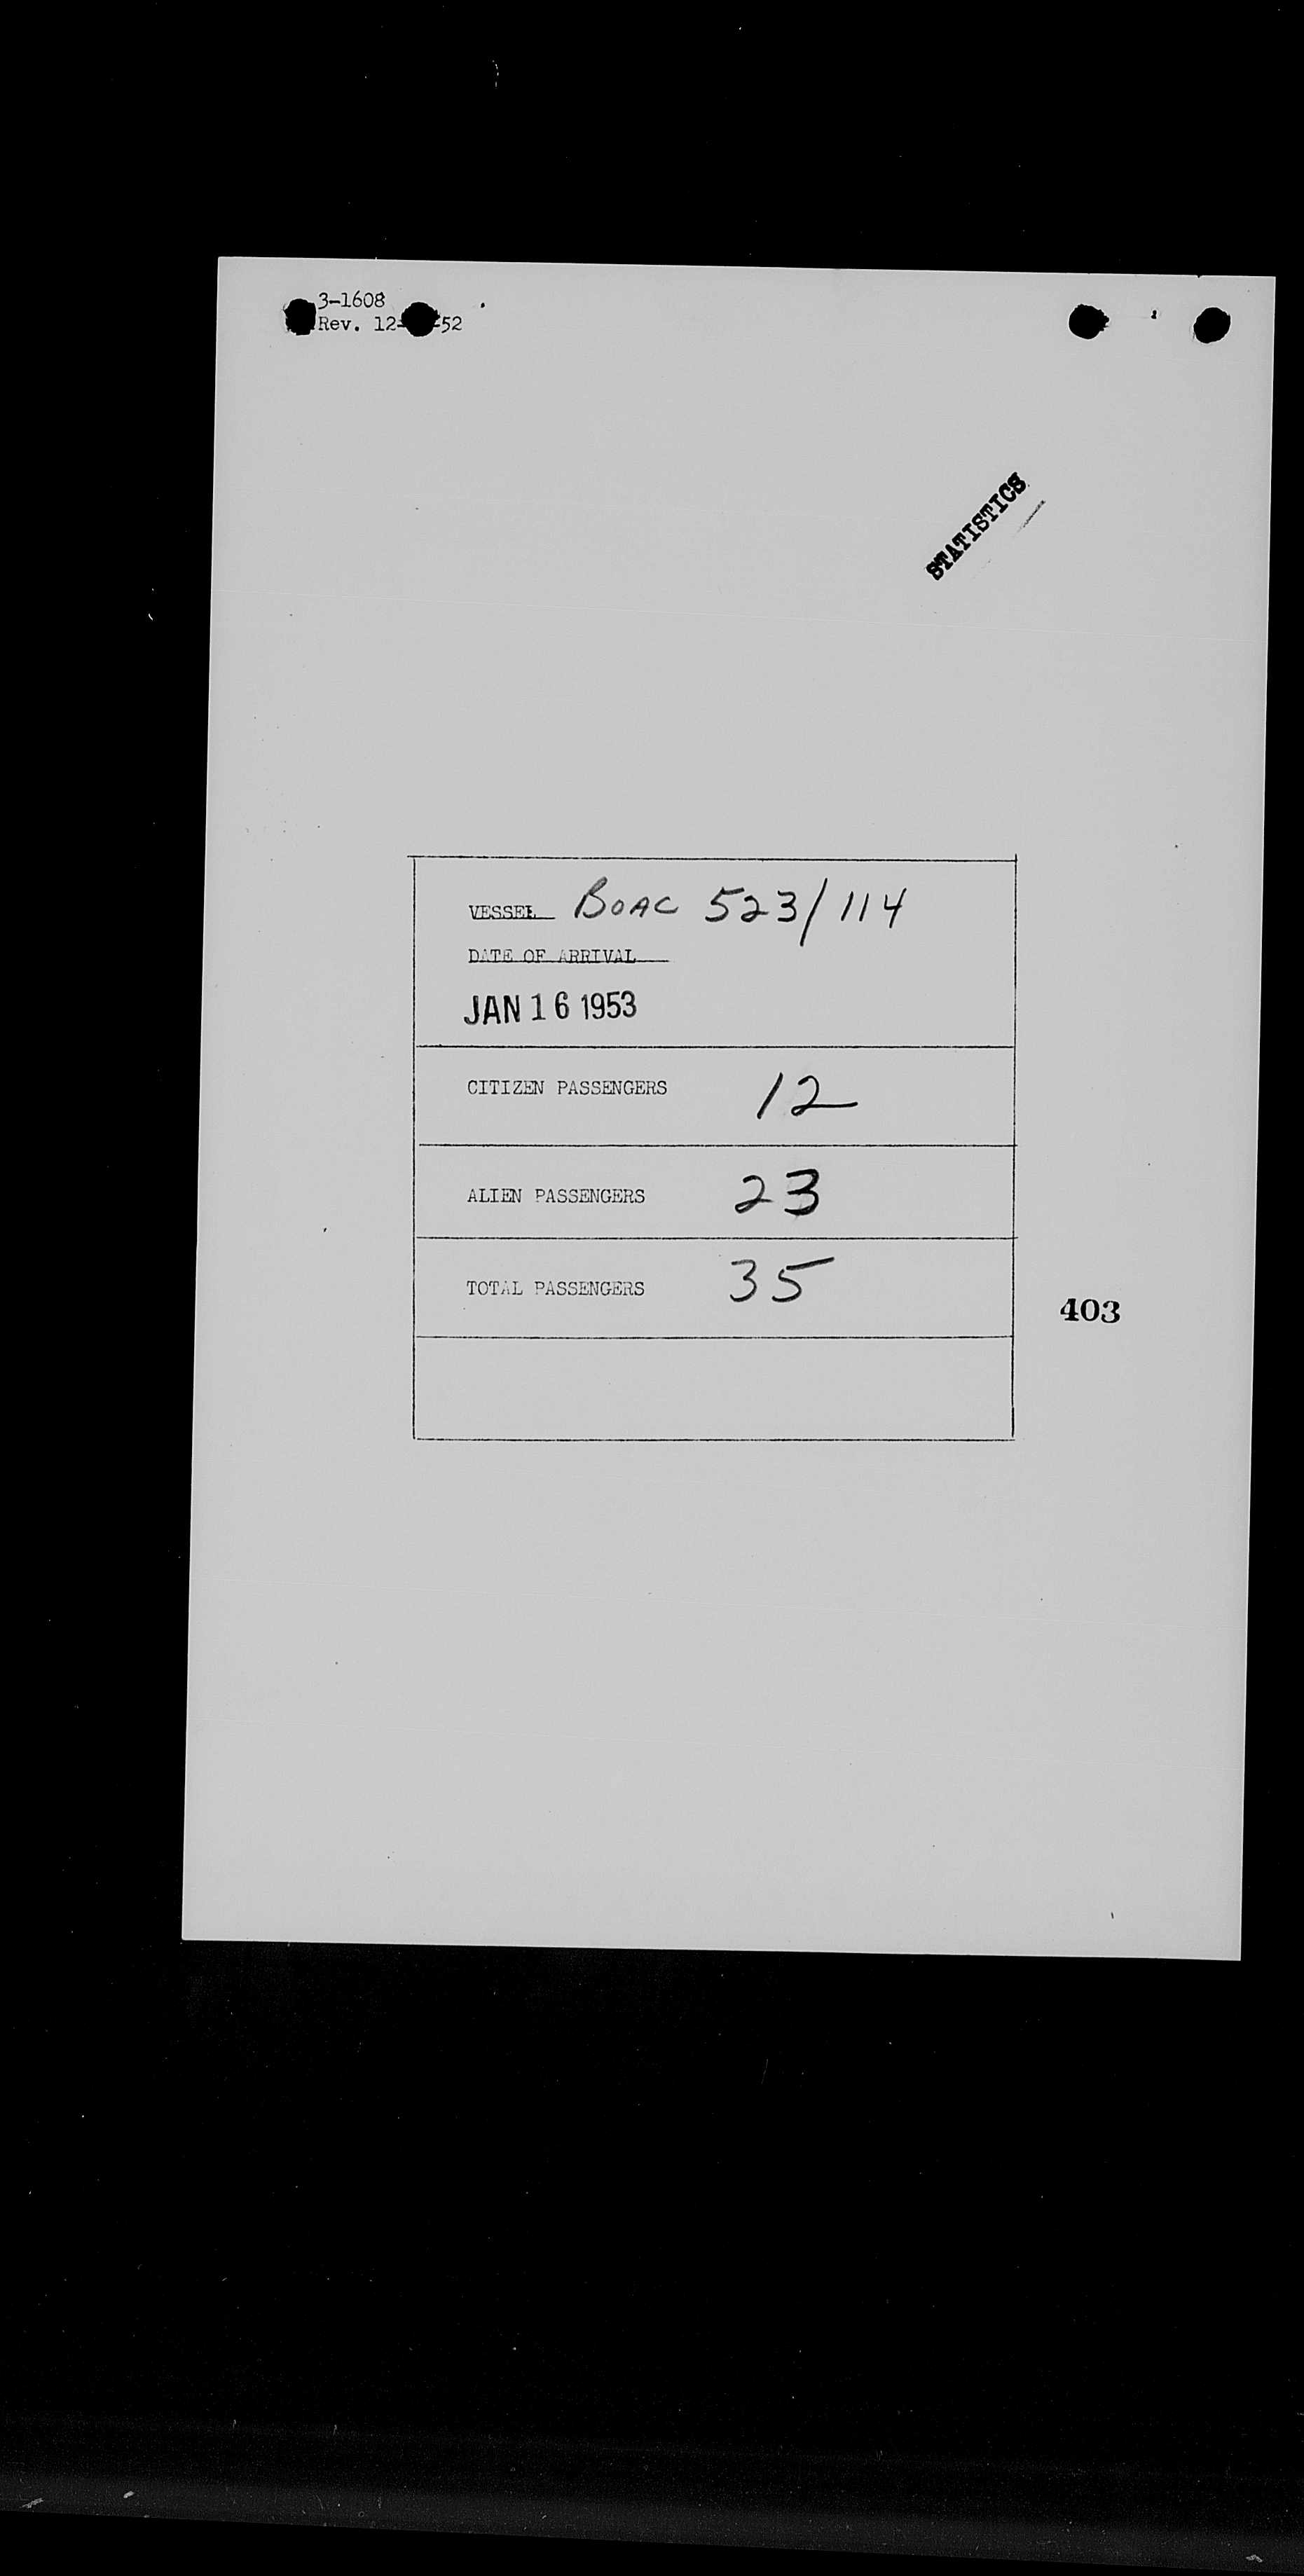 3-1608
Rev. 12- -52
STATISTICS
VESSEL BOAC 523/114
DATE OF ARRIVAL
JAN 16 1953
CITIZEN PASSENGERS 12
ALIEN PASSENGERS 23
TOTAL PASSENGERS 35
403